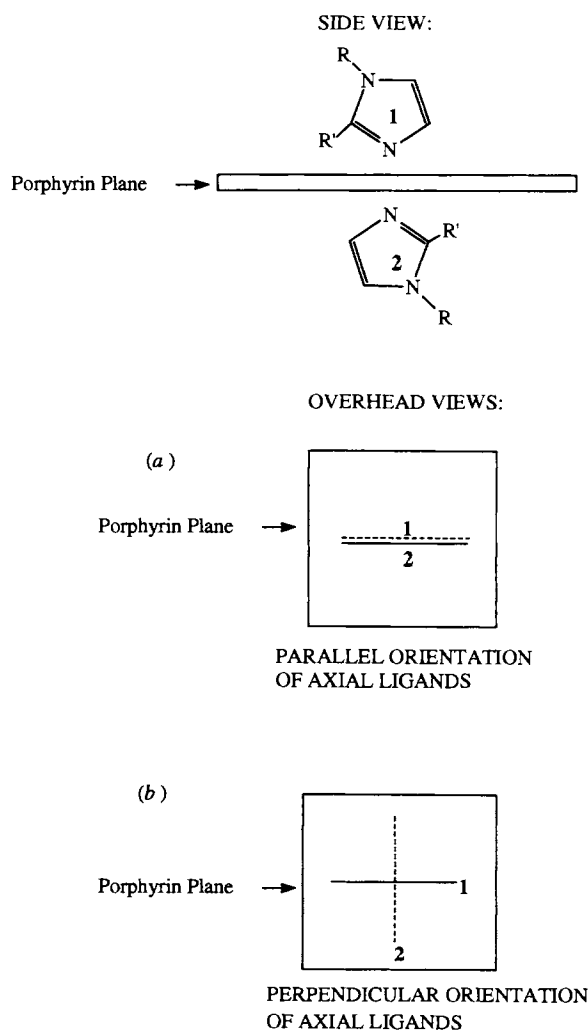 SIDE VIEW:
R
N
1
R'
N
Porphyrin Plane
N
R'
2
N
R
OVERHEAD VIEWS:
(a)
1
Porphyrin Plane
2
PARALLEL ORIENTATION
OF AXIAL LIGANDS
(b)
Porphyrin Plane
1
2
PERPENDICULAR ORIENTATION
OF AXIAL LIGANDS